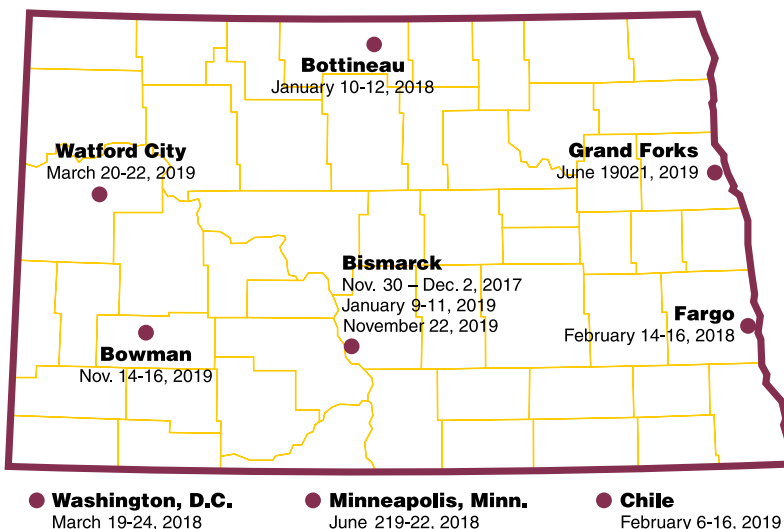 Bottineau
January 10-12, 2018
Watford City
March 20-22, 2019
Grand Forks
June 19021, 2019
Bismarck
Nov. 30 – Dec. 2, 2017
January 9-11, 2019
November 22, 2019
Fargo
February 14-16, 2018
Bowman
Nov. 14-16, 2019
Washington, D.C.
March 19-24, 2018
Minneapolis, Minn.
June 219-22, 2018
Chile
February 6-16, 2019